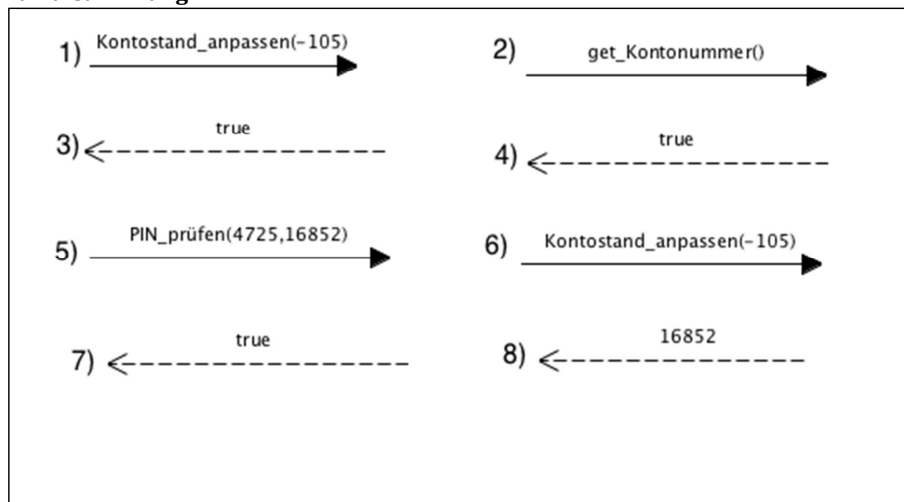 1) Kontostand_anpassen(-105)
2) get_Kontonummer()
3) true
4) true
5) PIN_prüfen(4725,16852)
6) Kontostand_anpassen(-105)
7) true
8) 16852